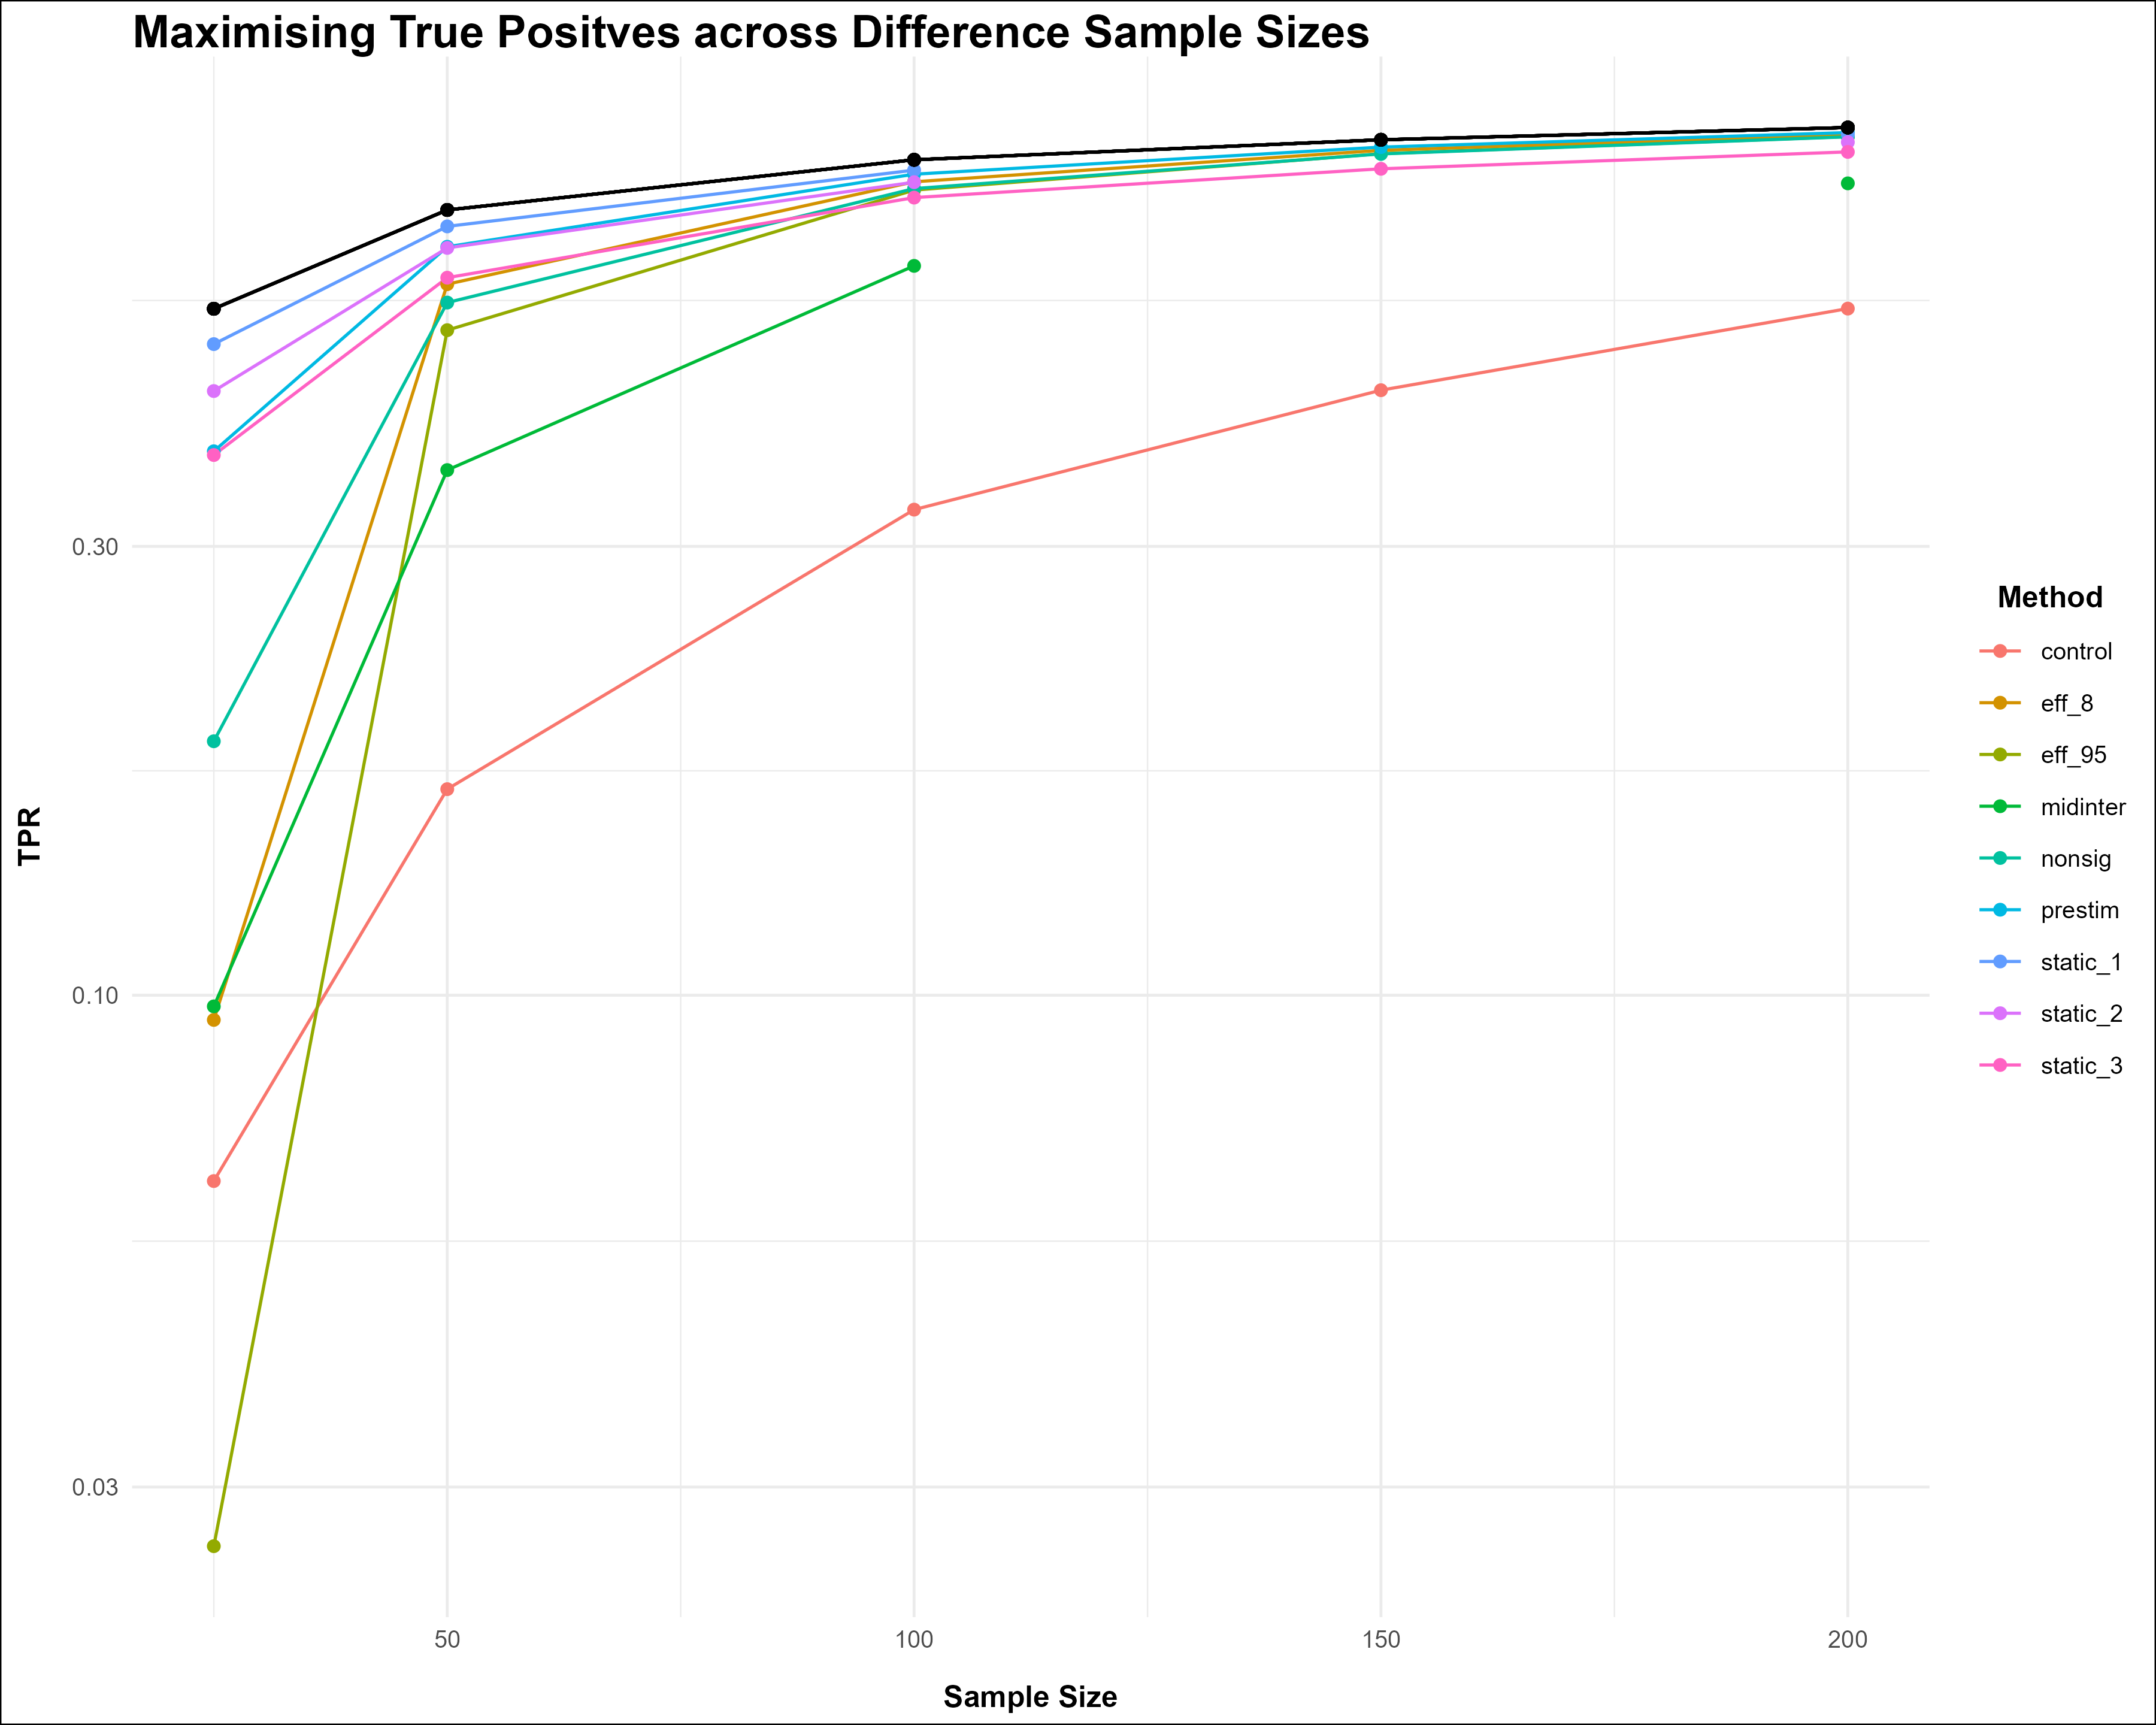 Maximising True Positves across Difference Sample Sizes
TPR
0.30
0.10
0.03
50
100
150
200
Sample Size
Method
control
eff_8
eff_95
midinter
nonsig
prestim
static_1
static_2
static_3